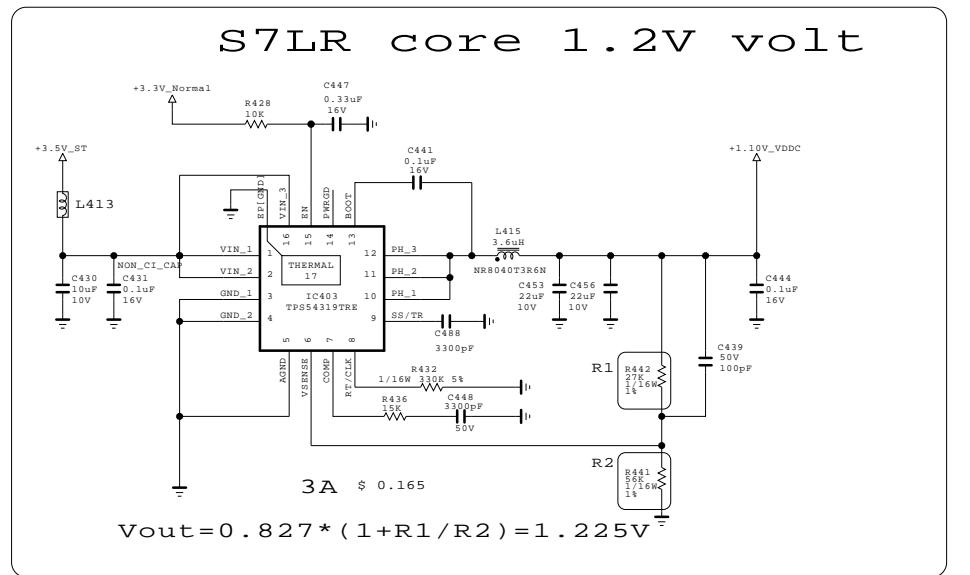 S7LR core 1.2V volt
+3.3V_Normal
R428
10K
C447
0.33uF
16V
+3.5V_ST
L413
C441
0.1uF
16V
+1.10V_VDDC
EP[GND]
VIN_3
EN
PWRGD
BOOT
16
15
14
13
L415
3.6uH
NR8040T3R6N
VIN_1
1
VIN_2
2
GND_1
3
GND_2
4
THERMAL
17
IC403
TPS54319TRE
12
PH_3
11
PH_2
10
PH_1
9
SS/TR
NON_CI_CAP
C430
10uF
10V
C431
0.1uF
16V
C453
22uF
10V
C456
22uF
10V
C444
0.1uF
16V
C488
3300pF
5
6
7
8
AGND
VSENSE
COMP
RT/CLK
R432
1/16W 330K 5%
R436
15K
C448
3300pF
50V
C439
50V
100pF
R1
R442
27K
1/16W
1%
R2
R441
56K
1/16W
1%
3A $ 0.165
Vout=0.827*(1+R1/R2)=1.225V